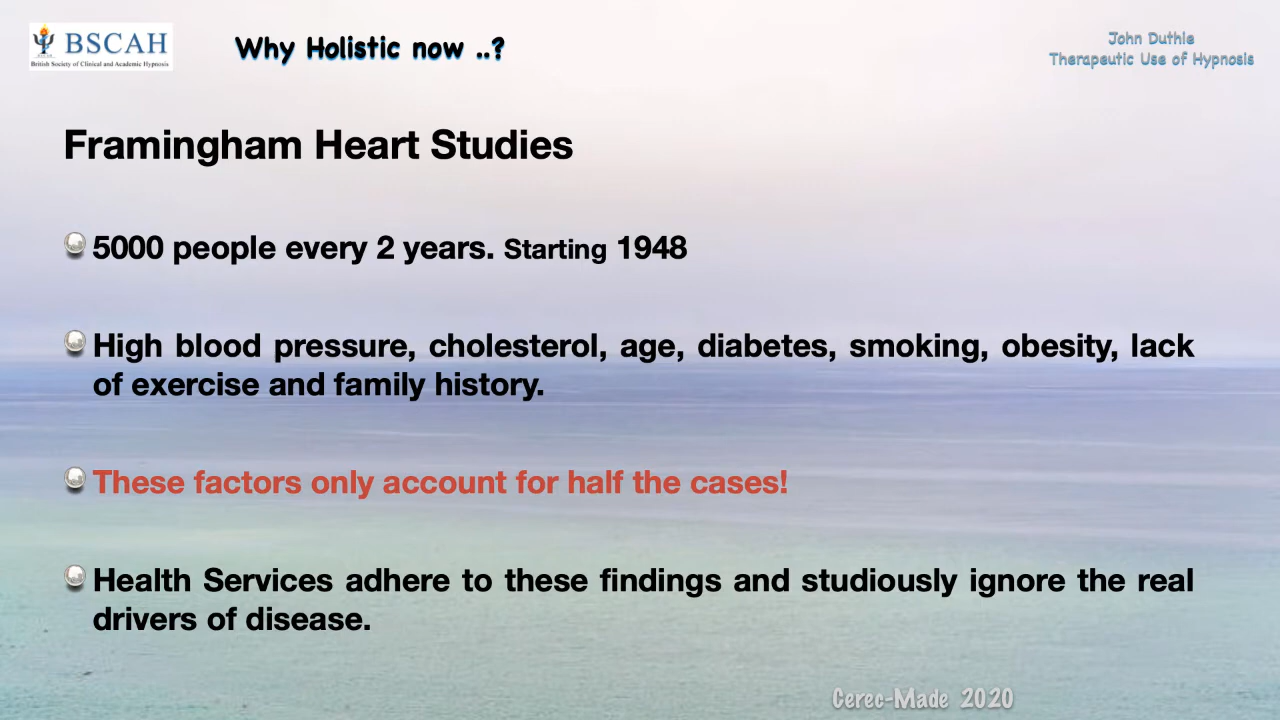 BSCAH
British Society of Clinical and Academic Hypnosis
Why Holistic now ..?
John Duthie
Therapeutic Use of Hypnosis
Framingham Heart Studies
5000 people every 2 years. Starting 1948
High blood pressure, cholesterol, age, diabetes, smoking, obesity, lack
of exercise and family history.
These factors only account for half the cases!
Health Services adhere to these findings and studiously ignore the real
drivers of disease.
Cerec-Made 2020